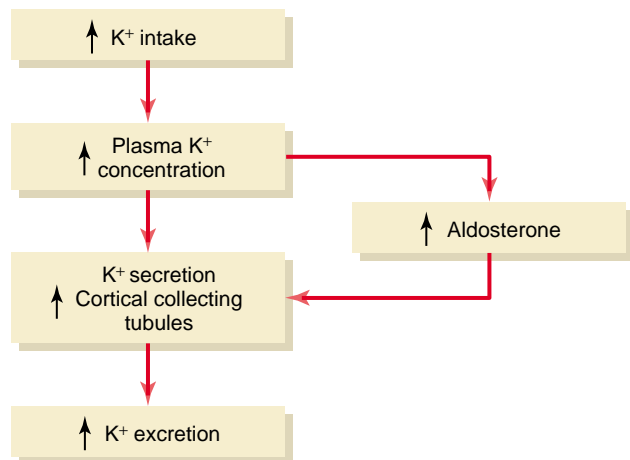 K⁺ intake
Plasma K⁺
concentration
Aldosterone
K⁺ secretion
Cortical collecting
tubules
K⁺ excretion